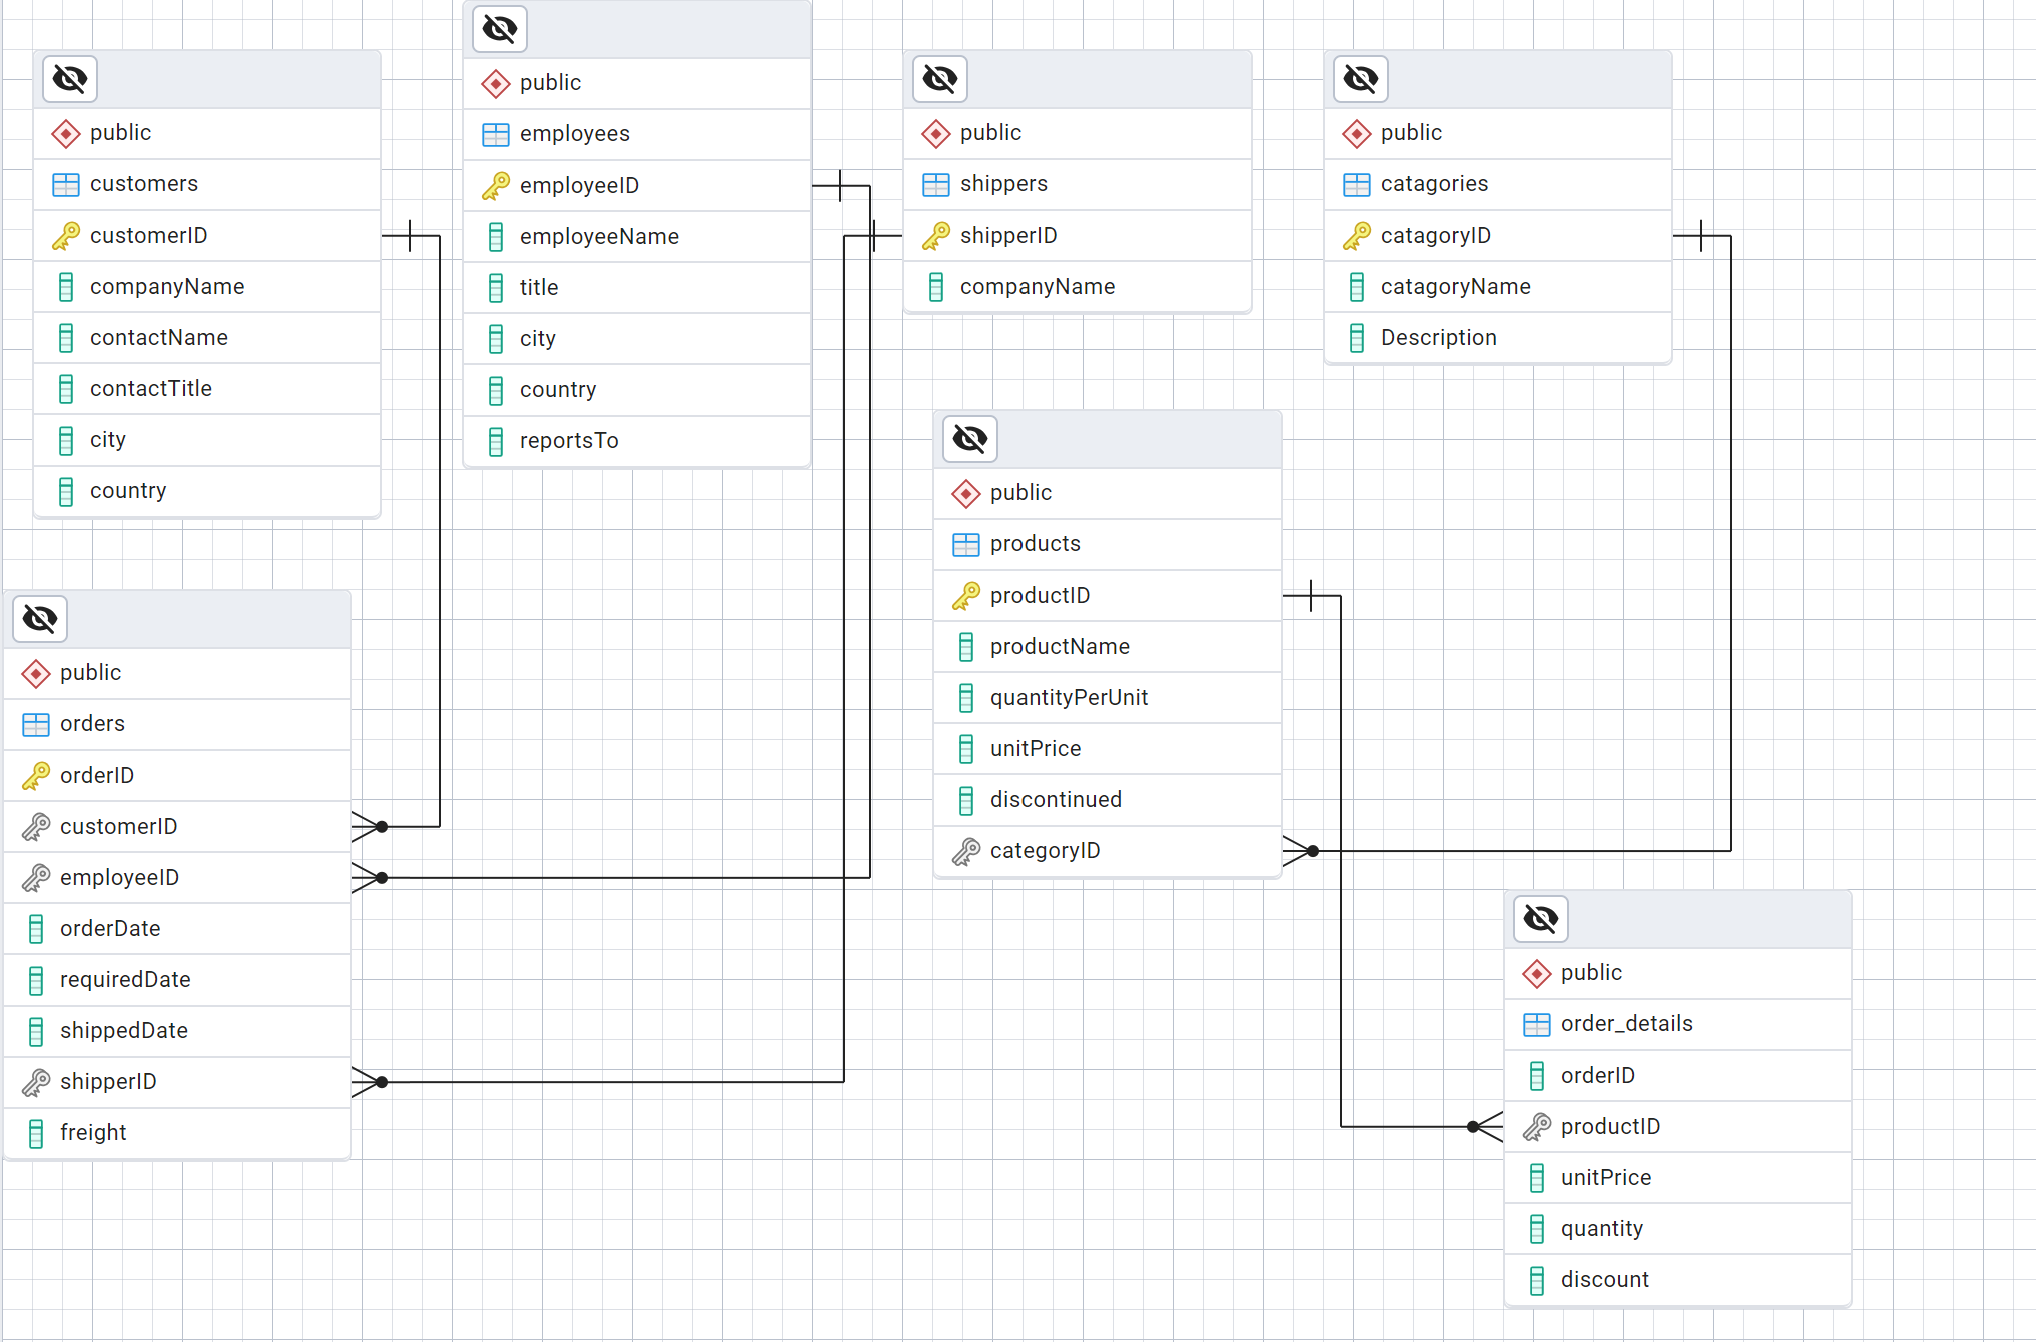 public
customers
customerID
companyName
contactName
contactTitle
city
country
public
employees
employeeID
employeeName
title
city
country
reportsTo
public
shippers
shipperID
companyName
public
catagories
catagoryID
catagoryName
Description
public
products
productID
productName
quantityPerUnit
unitPrice
discontinued
categoryID
public
orders
orderID
customerID
employeeID
orderDate
requiredDate
shippedDate
shipperID
freight
public
order_details
orderID
productID
unitPrice
quantity
discount